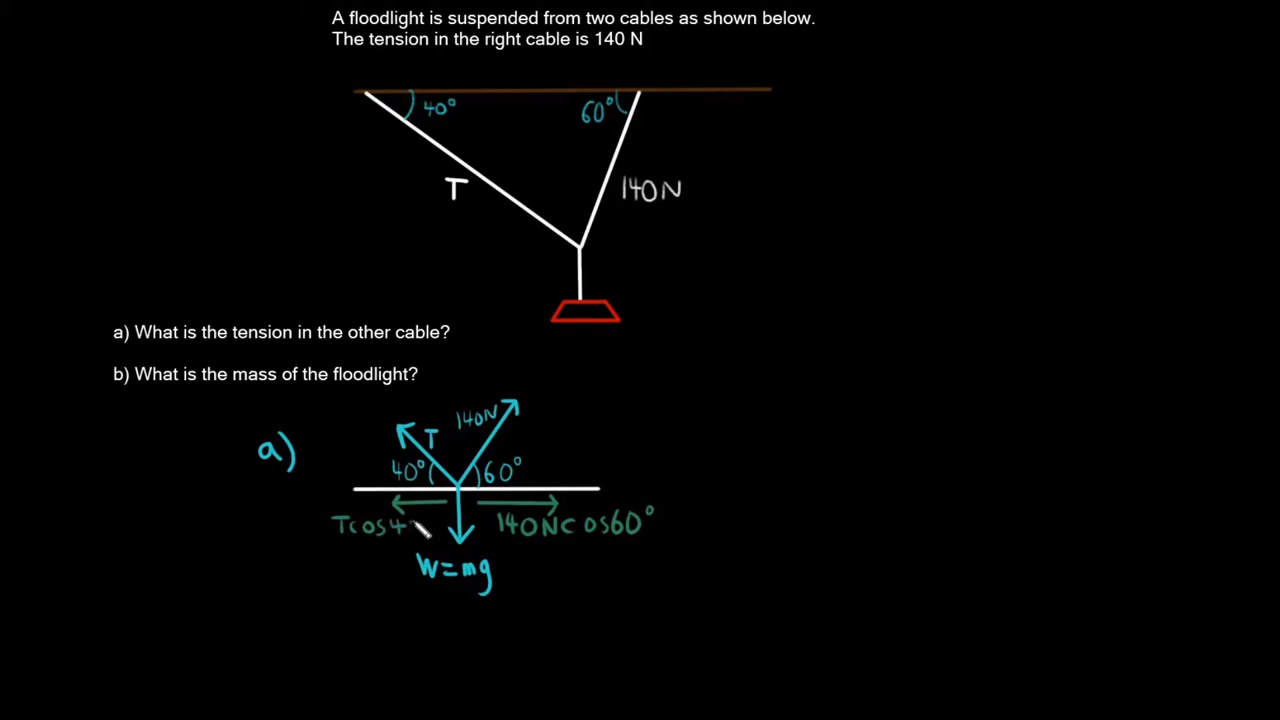 A floodlight is suspended from two cables as shown below.
The tension in the right cable is 140 N
40° 60°
T 140N
a) What is the tension in the other cable?
b) What is the mass of the floodlight?
a) T 140N
40° 60°
Tcos4 140Ncos60°
W=mg